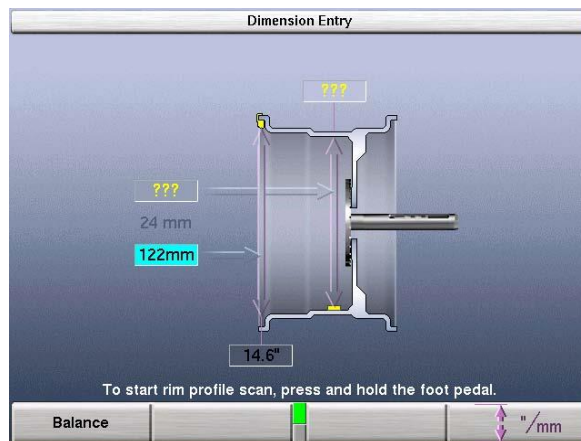 Dimension Entry
???
???
24 mm
122mm
14.6"
To start rim profile scan, press and hold the foot pedal.
Balance
"/mm